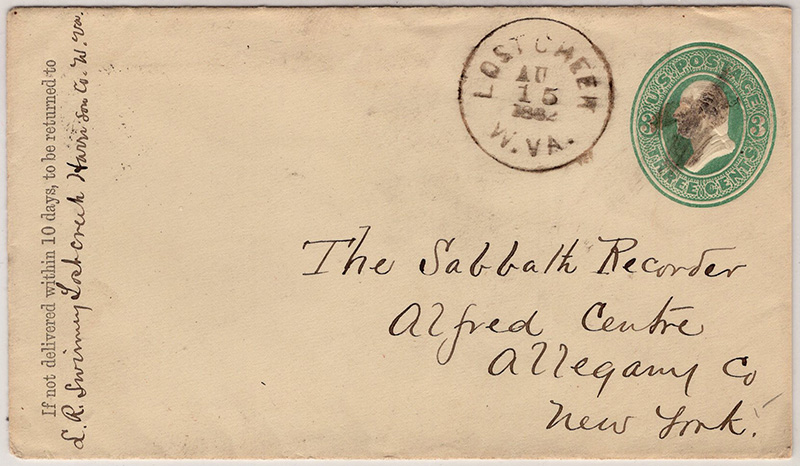 If not delivered within 10 days, to be returned to
L. R. Swinney Lost creek Harrison Co. W. Va.
LOST CREEK
AU
15
1882
W. VA.
U.S. POSTAGE
3 3
THREE CENTS
The Sabbath Recorder
Alfred Centre
Allegany Co
New York.